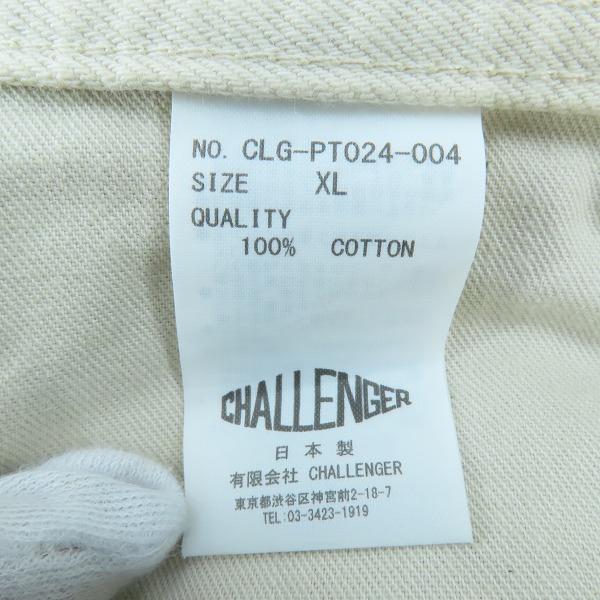 NO. CLG-PT024-004
SIZE XL
QUALITY
100% COTTON
CHALLENGER
日本製
有限会社 CHALLENGER
東京都渋谷区神宮前2-18-7
TEL:03-3423-1919